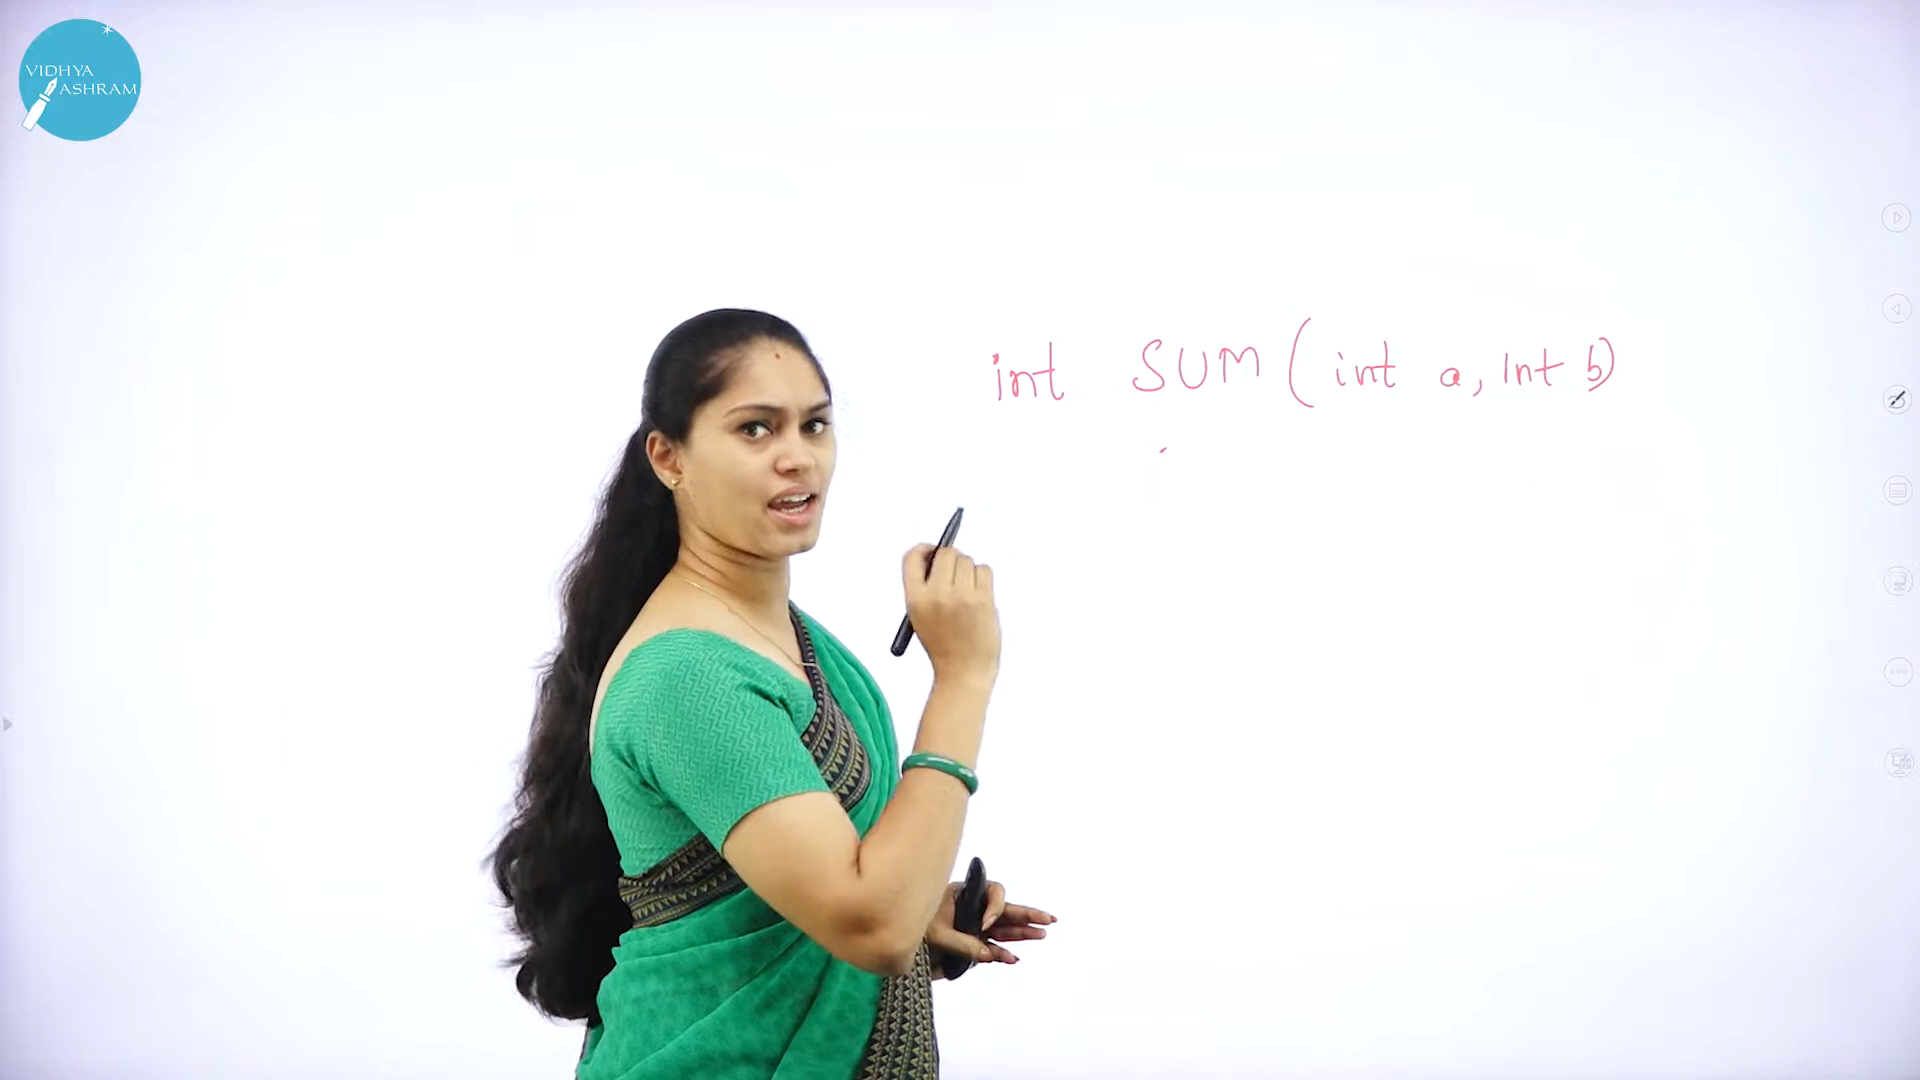 VIDHYA
ASHRAM
int SUM (int a, int b)